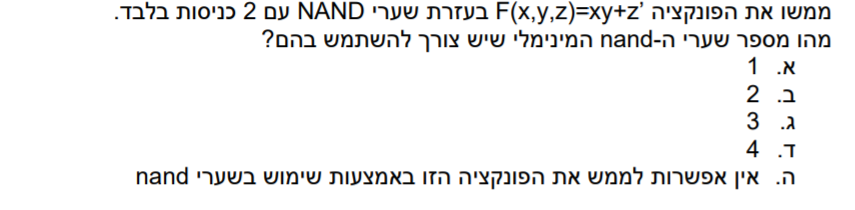 ממשו את הפונקציה F(x,y,z)=xy+z’ בעזרת שערי NAND עם 2 כניסות בלבד.
מהו מספר שערי ה-nand המינימלי שיש צורך להשתמש בהם?
א. 1
ב. 2
ג. 3
ד. 4
ה. אין אפשרות לממש את הפונקציה הזו באמצעות שימוש בשערי nand